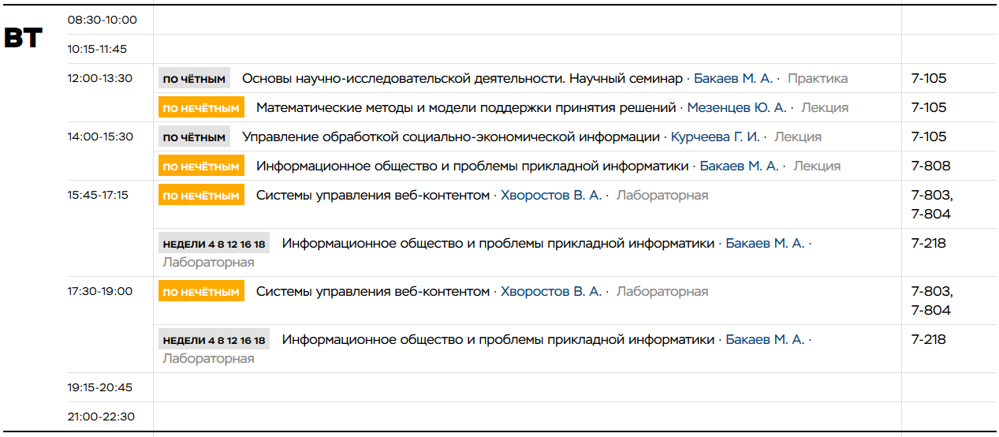 ВТ
08:30-10:00
10:15-11:45
12:00-13:30 ПО ЧЁТНЫМ Основы научно-исследовательской деятельности. Научный семинар · Бакаев М. А. · Практика 7-105
ПО НЕЧЁТНЫМ Математические методы и модели поддержки принятия решений · Мезенцев Ю. А. · Лекция 7-105
14:00-15:30 ПО ЧЁТНЫМ Управление обработкой социально-экономической информации · Курчеева Г. И. · Лекция 7-105
ПО НЕЧЁТНЫМ Информационное общество и проблемы прикладной информатики · Бакаев М. А. · Лекция 7-808
15:45-17:15 ПО НЕЧЁТНЫМ Системы управления веб-контентом · Хворостов В. А. · Лабораторная 7-803,
7-804
НЕДЕЛИ 4 8 12 16 18 Информационное общество и проблемы прикладной информатики · Бакаев М. А. · 7-218
Лабораторная
17:30-19:00 ПО НЕЧЁТНЫМ Системы управления веб-контентом · Хворостов В. А. · Лабораторная 7-803,
7-804
НЕДЕЛИ 4 8 12 16 18 Информационное общество и проблемы прикладной информатики · Бакаев М. А. · 7-218
Лабораторная
19:15-20:45
21:00-22:30